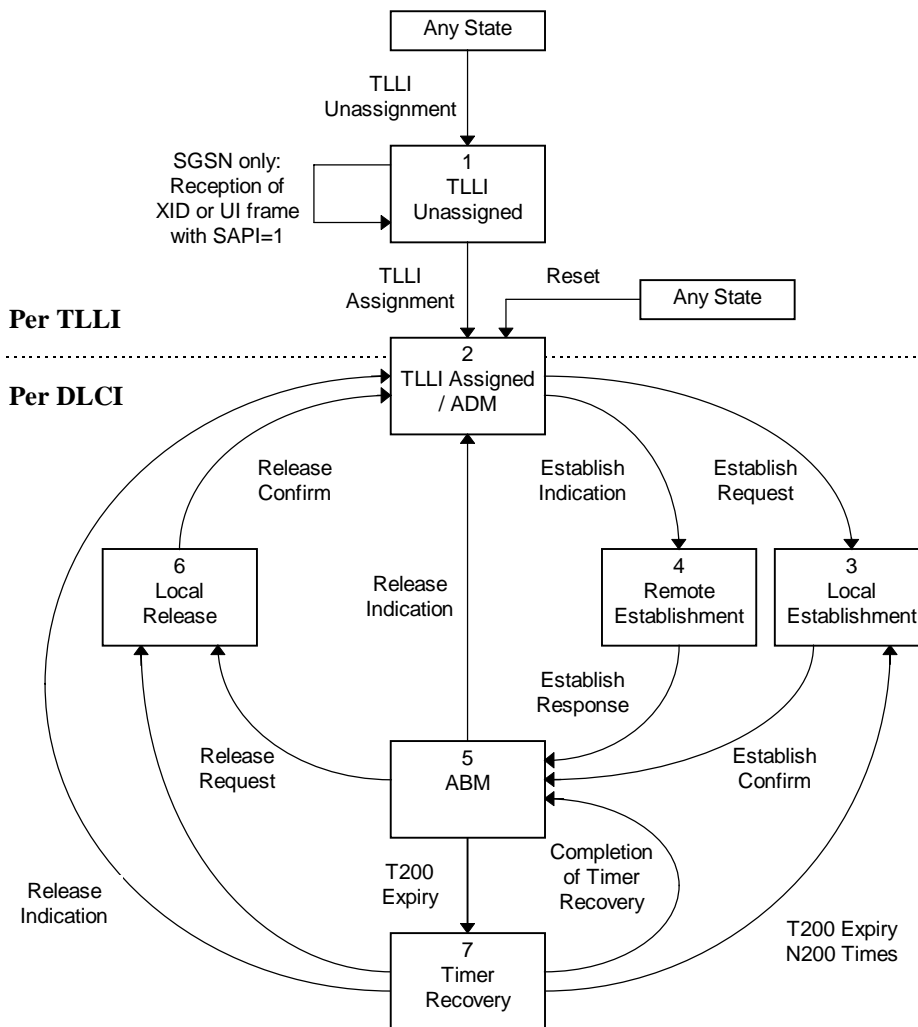 Any State
TLLI
Unassignment
SGSN only:
Reception of
XID or UI frame
with SAPI=1
1
TLLI
Unassigned
TLLI
Assignment
Reset
Any State
Per TLLI
2
TLLI Assigned
/ ADM
Per DLCI
Release
Confirm
Establish
Indication
Establish
Request
6
Local
Release
Release
Indication
4
Remote
Establishment
3
Local
Establishment
Establish
Response
Release
Request
5
ABM
Establish
Confirm
T200
Expiry
Completion
of Timer
Recovery
Release
Indication
T200 Expiry
N200 Times
7
Timer
Recovery